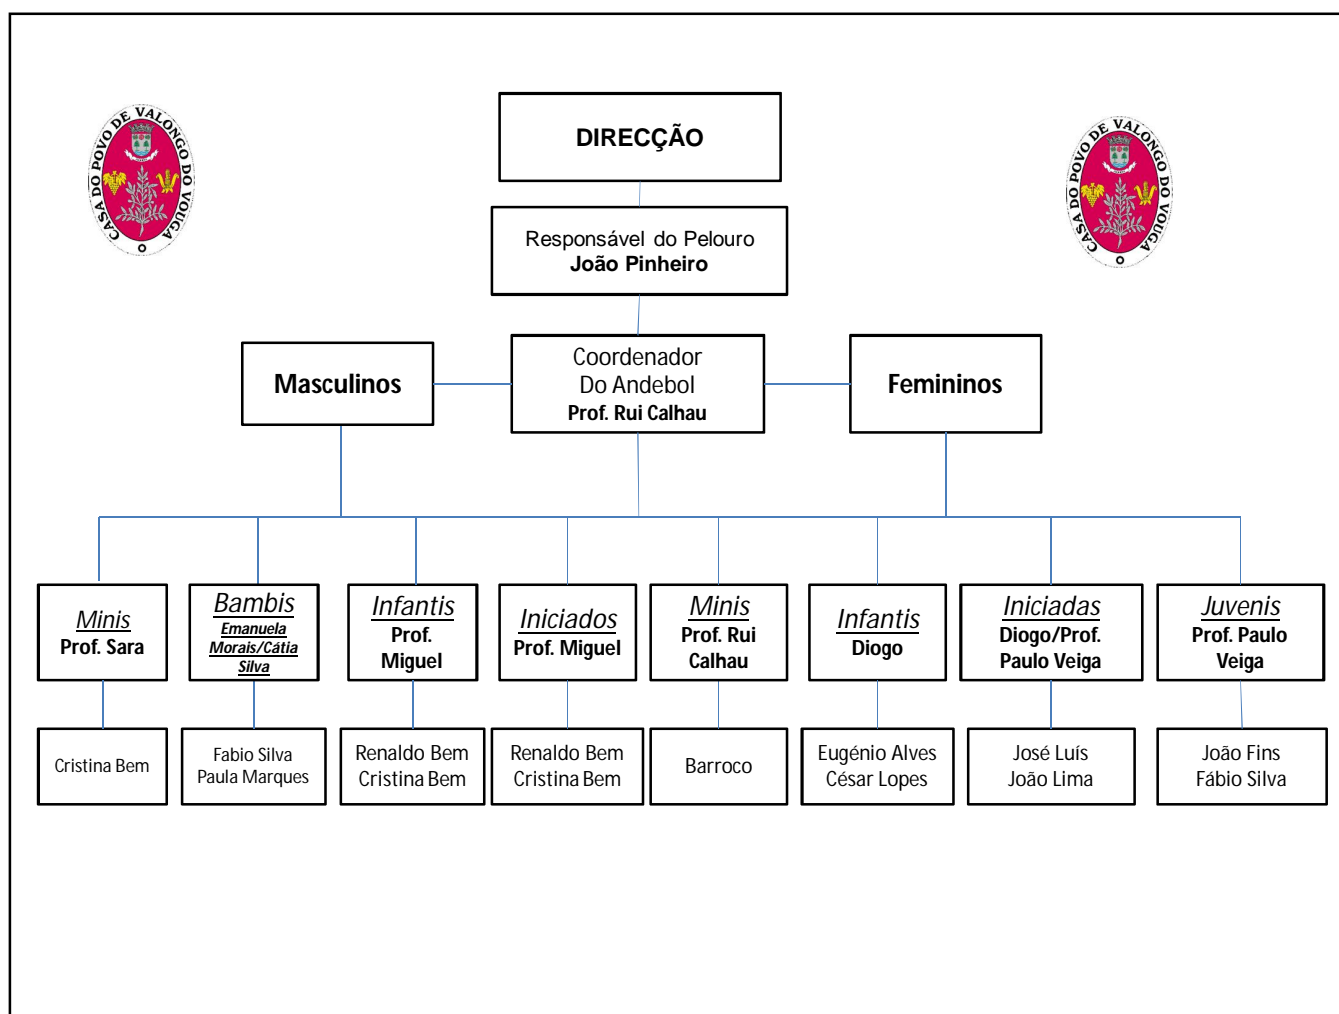 CASA DO POVO DE VALONGO DO VOUGA
CASA DO POVO DE VALONGO DO VOUGA
DIRECÇÃO
Responsável do Pelouro
João Pinheiro
Masculinos
Coordenador
Do Andebol
Prof. Rui Calhau
Femininos
Minis
Prof. Sara
Bambis
Emanuela
Morais/Cátia
Silva
Infantis
Prof.
Miguel
Iniciados
Prof. Miguel
Minis
Prof. Rui
Calhau
Infantis
Diogo
Iniciadas
Diogo/Prof.
Paulo Veiga
Juvenis
Prof. Paulo
Veiga
Cristina Bem
Fabio Silva
Paula Marques
Renaldo Bem
Cristina Bem
Renaldo Bem
Cristina Bem
Barroco
Eugénio Alves
César Lopes
José Luís
João Lima
João Fins
Fábio Silva